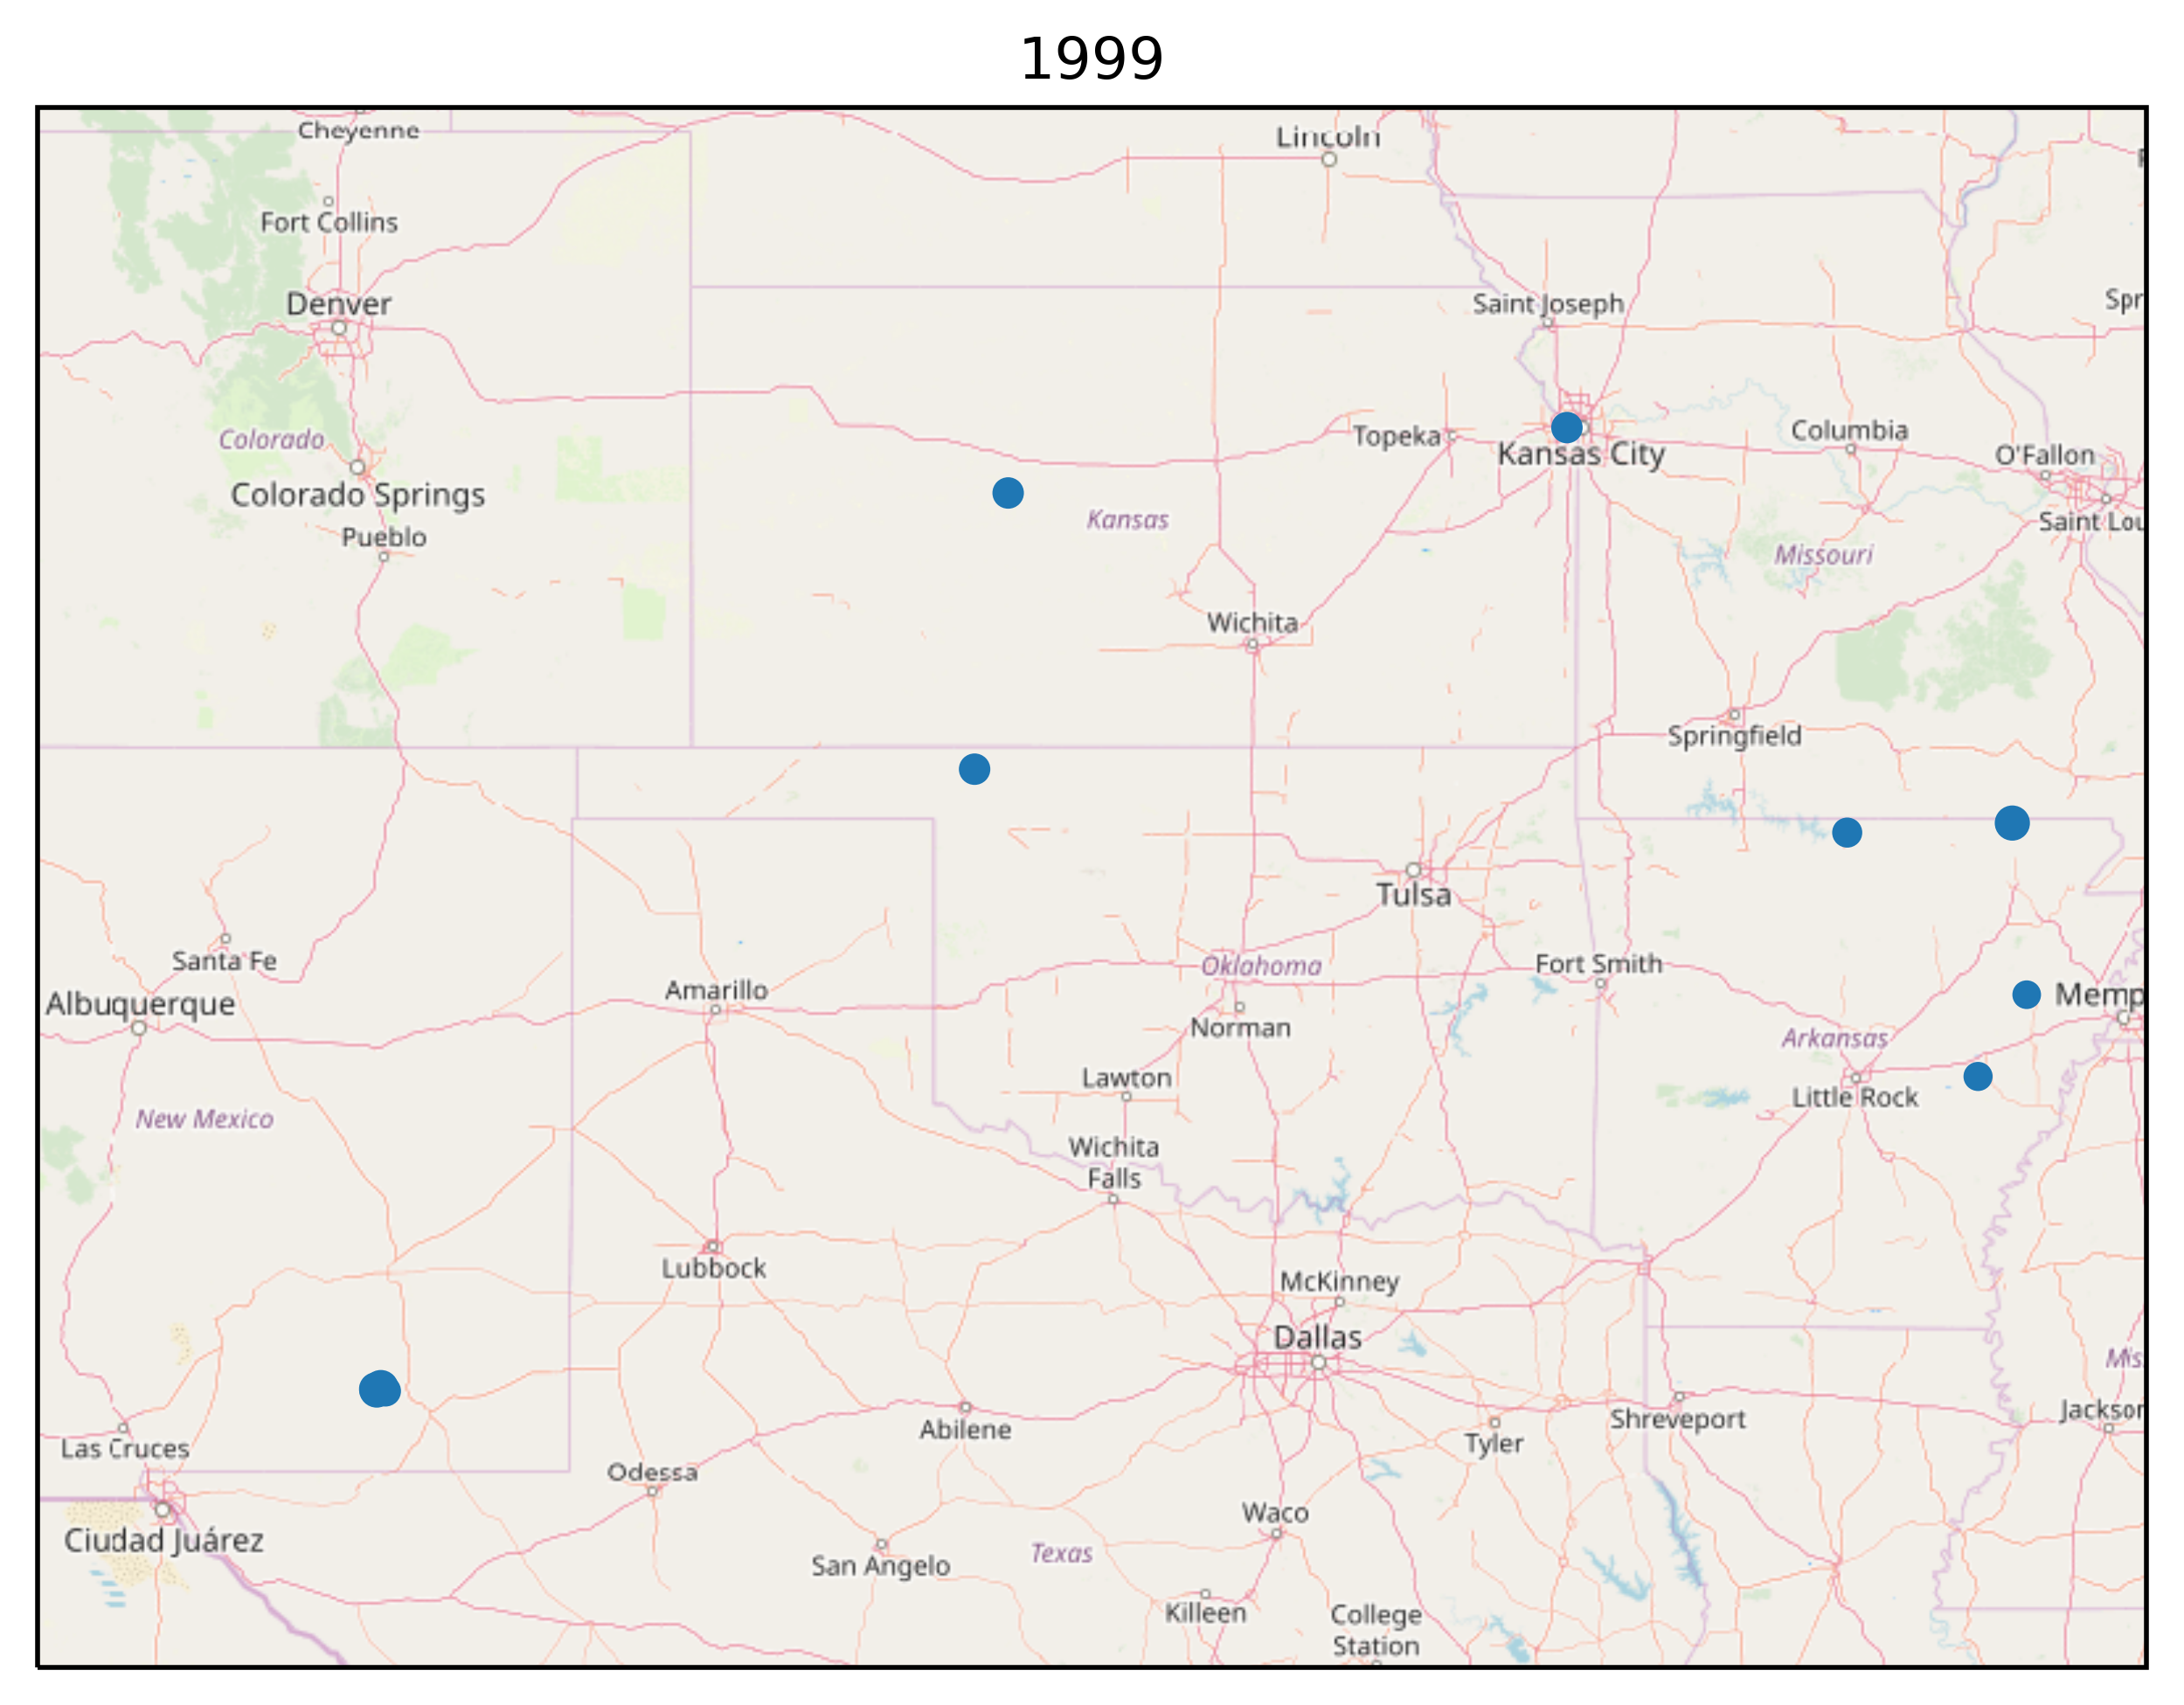 1999
Cheyenne
Lincoln
Fort Collins
Denver
Saint Joseph
Spr
Colorado
Topeka
Kansas City
Columbia
O'Fallon
Colorado Springs
Kansas
Saint Lou
Pueblo
Missouri
Wichita
Springfield
Tulsa
Santa Fe
Oklahoma
Fort Smith
Albuquerque
Amarillo
Memp
Norman
Arkansas
Lawton
Little Rock
New Mexico
Wichita
Falls
Lubbock
McKinney
Dallas
Mis
Las Cruces
Abilene
Shreveport
Jackson
Tyler
Odessa
Ciudad Juárez
Waco
San Angelo
Texas
Killeen
College
Station